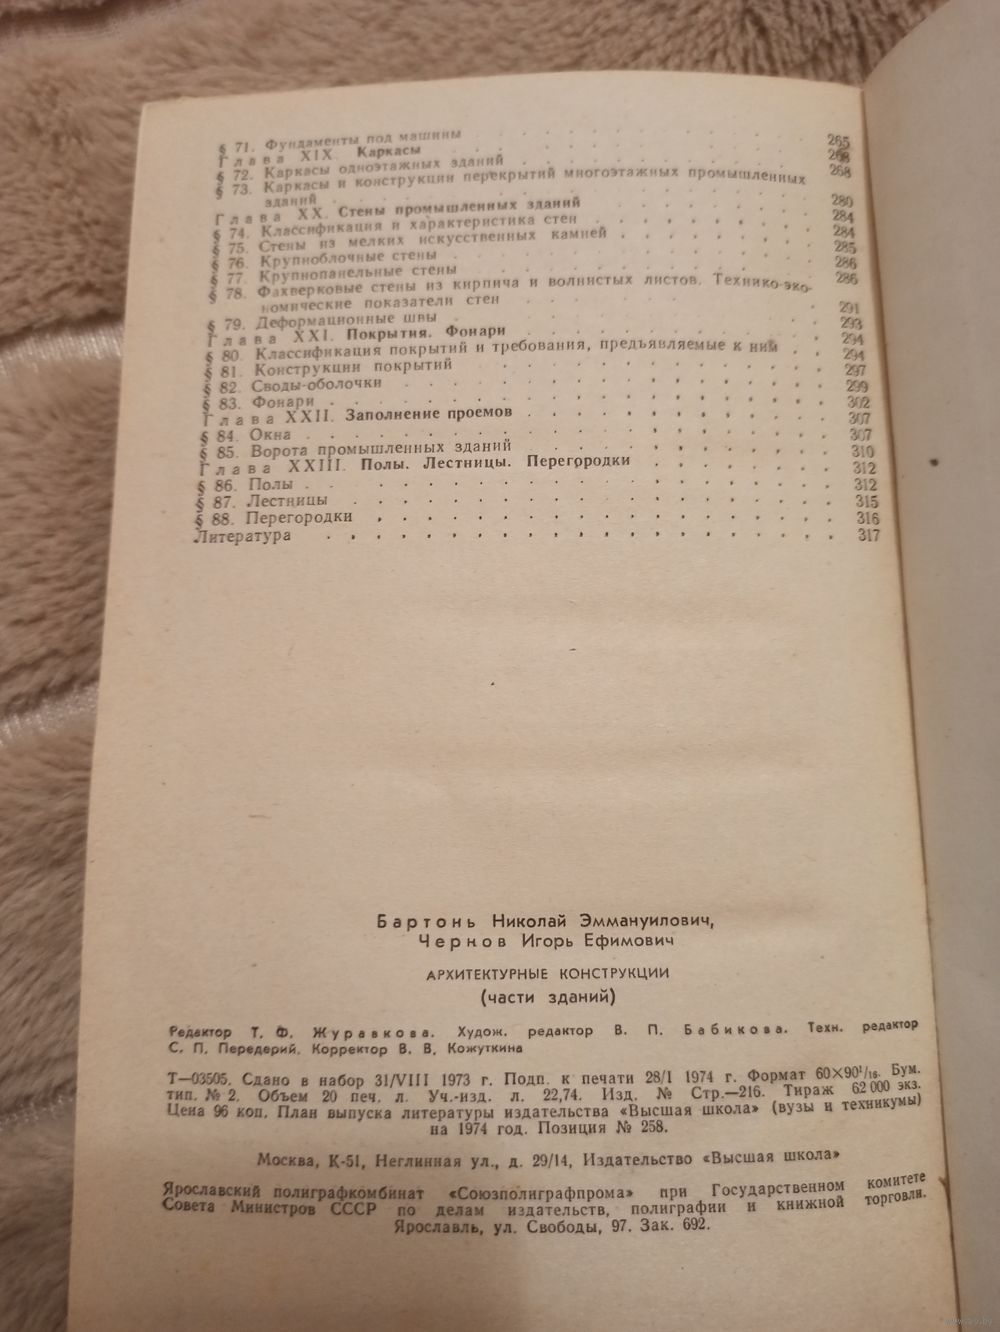 § 71. Фундаменты под машины . . . . . . . . . 265
Глава XIX. Каркасы . . . . . . . . . 268
§ 72. Каркасы одноэтажных зданий . . . . . . . . . 268
§ 73. Каркасы и конструкции перекрытий многоэтажных промышленных
зданий . . . . . . . . . 280
Глава XX. Стены промышленных зданий . . . . . . . . . 284
§ 74. Классификация и характеристика стен . . . . . . . . . 284
§ 75. Стены из мелких искусственных камней . . . . . . . . . 285
§ 76. Крупноблочные стены . . . . . . . . . 286
§ 77. Крупнопанельные стены . . . . . . . . . 286
§ 78. Фахверковые стены из кирпича и волнистых листов. Технико-эко-
номические показатели стен . . . . . . . . . 291
§ 79. Деформационные швы . . . . . . . . . 293
Глава XXI. Покрытия. Фонари . . . . . . . . . 294
§ 80. Классификация покрытий и требования, предъявляемые к ним . . 294
§ 81. Конструкции покрытий . . . . . . . . . 297
§ 82. Своды-оболочки . . . . . . . . . 299
§ 83. Фонари . . . . . . . . . 302
Глава XXII. Заполнение проемов . . . . . . . . . 307
§ 84. Окна . . . . . . . . . 307
§ 85. Ворота промышленных зданий . . . . . . . . . 310
Глава XXIII. Полы. Лестницы. Перегородки . . . . . . . 312
§ 86. Полы . . . . . . . . . 312
§ 87. Лестницы . . . . . . . . . 315
§ 88. Перегородки . . . . . . . . . 316
Литература . . . . . . . . . 317
Бартонь Николай Эммануилович,
Чернов Игорь Ефимович
АРХИТЕКТУРНЫЕ КОНСТРУКЦИИ
(части зданий)
Редактор Т. Ф. Журавкова. Худож. редактор В. П. Бабикова. Техн. редактор
С. П. Передерий. Корректор В. В. Кожуткина
Т—03505. Сдано в набор 31/VIII 1973 г. Подп. к печати 28/I 1974 г. Формат 60×90¹/₁₆. Бум.
тип. № 2. Объем 20 печ. л. Уч.-изд. л. 22,74. Изд. № Стр.—216. Тираж 62 000 экз.
Цена 96 коп. План выпуска литературы издательства «Высшая школа» (вузы и техникумы)
на 1974 год. Позиция № 258.
Москва, К-51, Неглинная ул., д. 29/14, Издательство «Высшая школа»
Ярославский полиграфкомбинат «Союзполиграфпрома» при Государственном комитете
Совета Министров СССР по делам издательств, полиграфии и книжной торговли.
Ярославль, ул. Свободы, 97. Зак. 692.